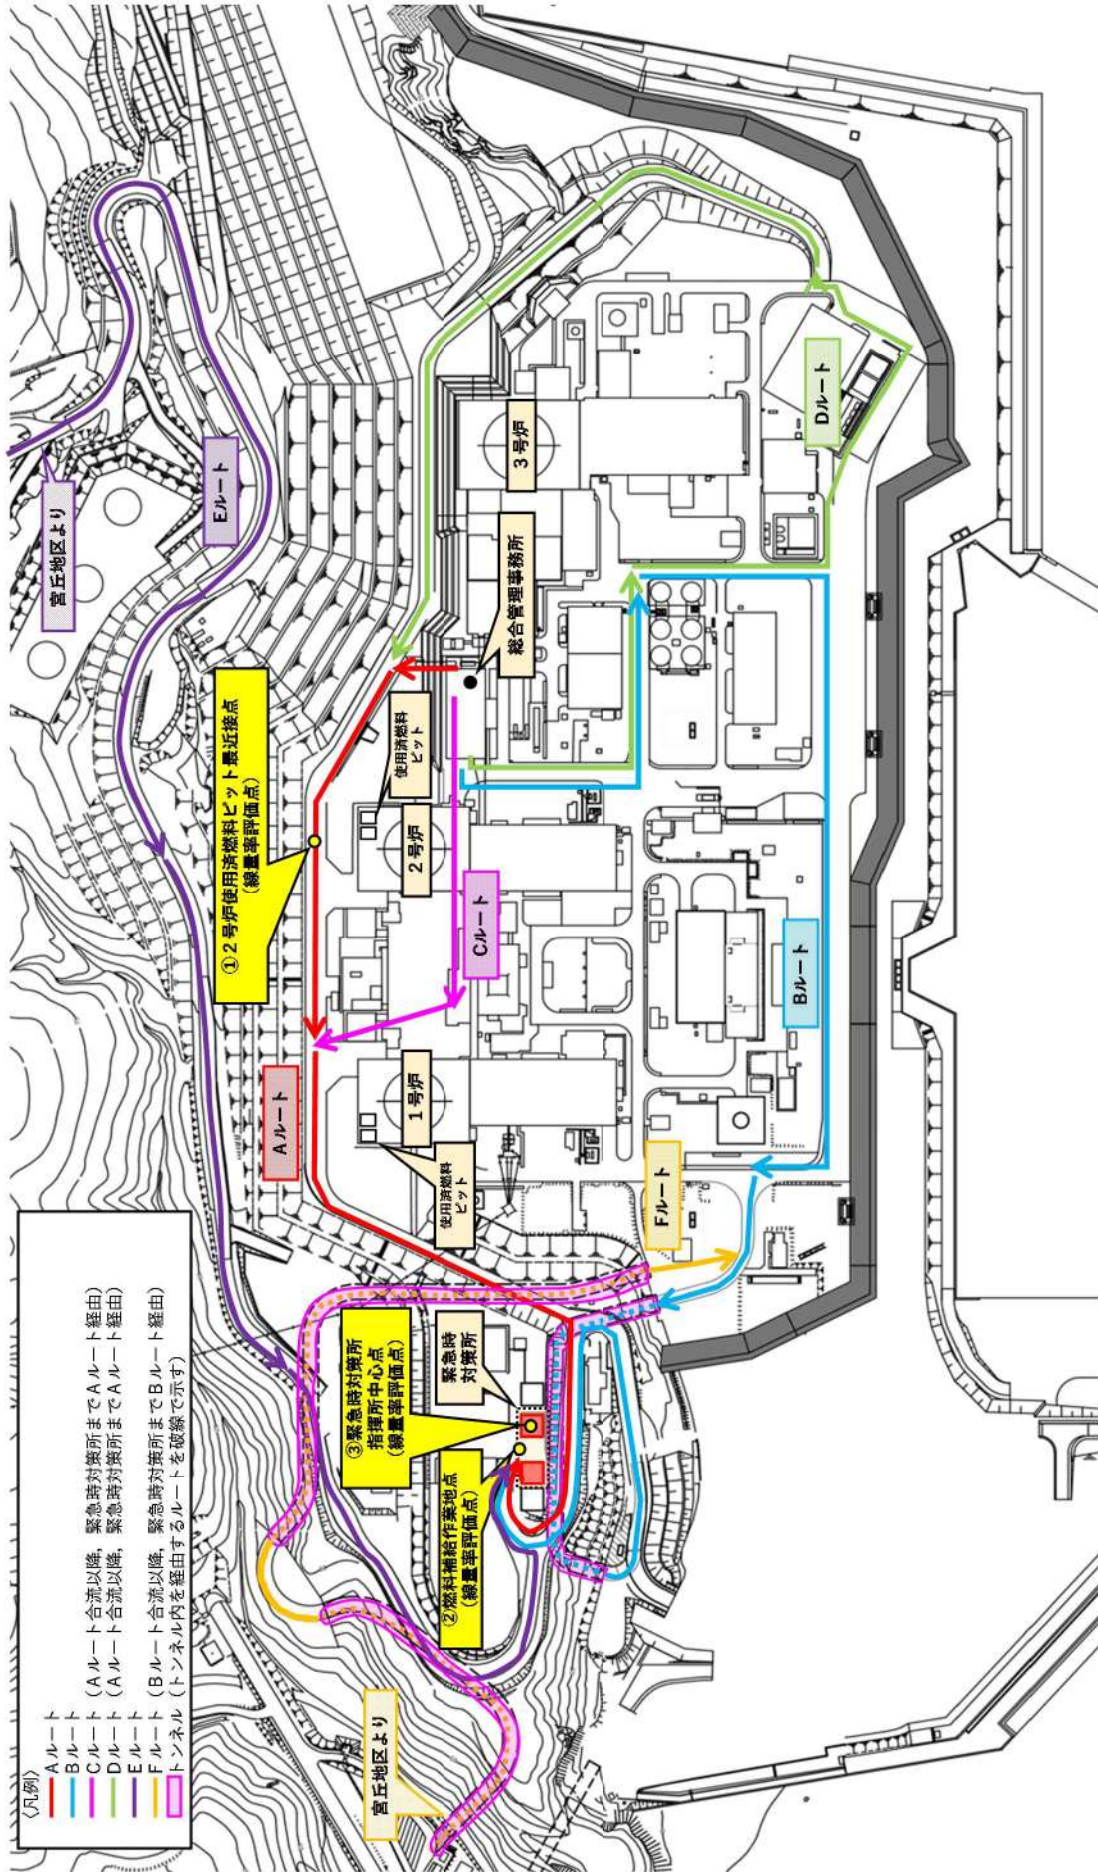 〈凡例〉
Aルート
Bルート
Cルート（Aルート合流以降，緊急時対策所までAルート経由）
Dルート（Aルート合流以降，緊急時対策所までAルート経由）
Eルート
Fルート（Bルート合流以降，緊急時対策所までBルート経由）
トンネル（トンネル内を経由するルートを破線で示す）
宮丘地区より
Eルート
①2号炉使用済燃料ピット最近接点
（線量率評価点）
Aルート
使用済燃料
ピット
1号炉
使用済燃料
ピット
2号炉
Cルート
総合管理事務所
3号炉
Dルート
Bルート
Fルート
③緊急時対策所
指揮所中心点
（線量率評価点）
緊急時
対策所
②燃料補給作業地点
（線量率評価点）
宮丘地区より